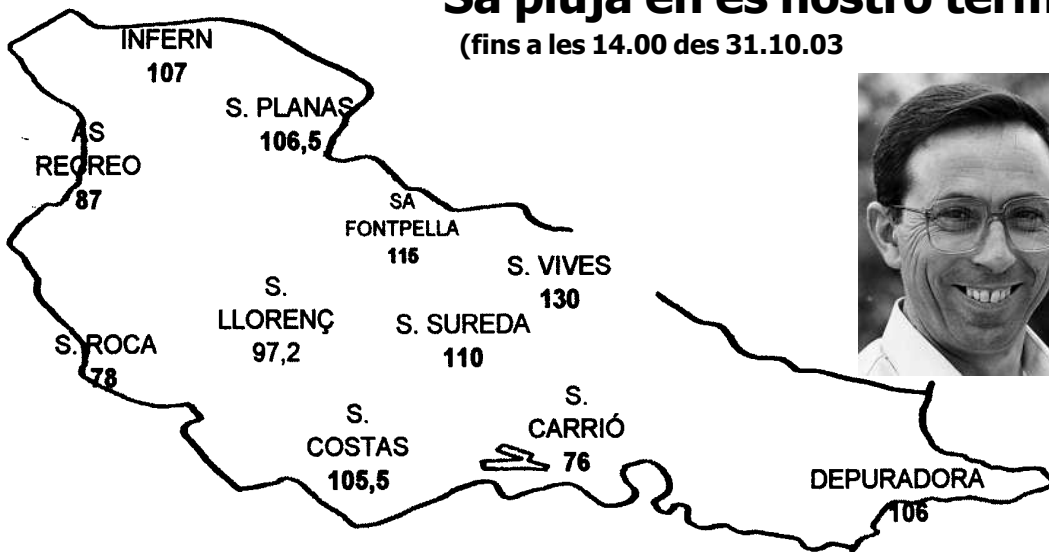 Sa pluja en es nostro term
(fins a les 14.00 des 31.10.03
INFERN
107
S. PLANAS
106,5
AS
RECREO
87
SA
FONTPELLA
115
S. VIVES
130
S.
LLORENÇ
97,2
S. SUREDA
110
S. ROCA
78
S.
COSTAS
105,5
S.
CARRIÓ
76
DEPURADORA
106